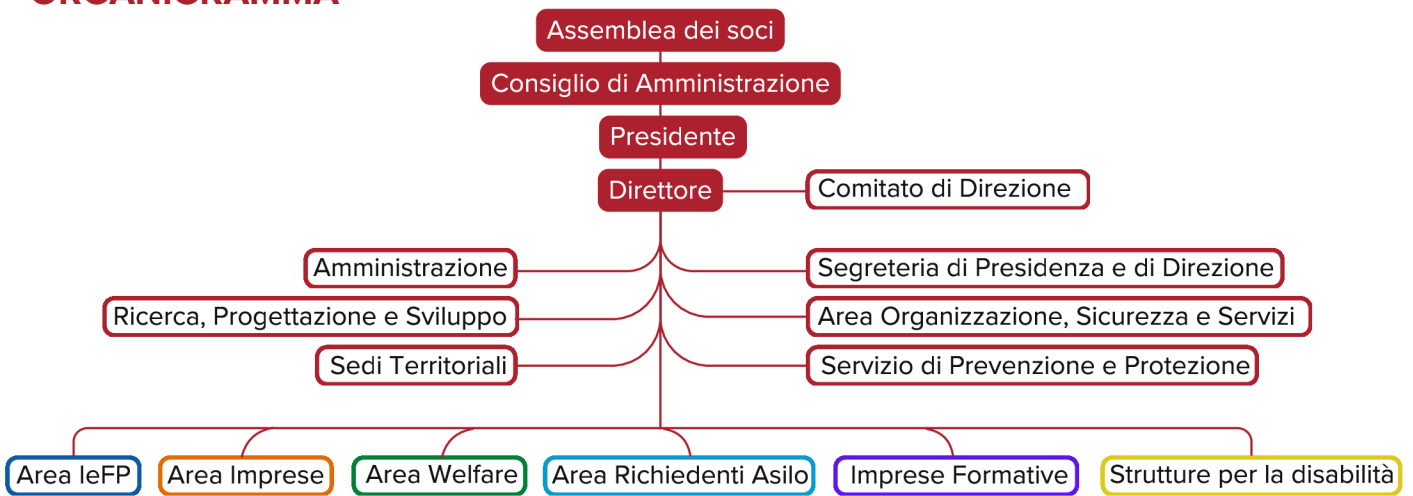 ORGANIGRAMMA
Assemblea dei soci
Consiglio di Amministrazione
Presidente
Direttore
Comitato di Direzione
Amministrazione
Segreteria di Presidenza e di Direzione
Ricerca, Progettazione e Sviluppo
Area Organizzazione, Sicurezza e Servizi
Sedi Territoriali
Servizio di Prevenzione e Protezione
Area IeFP
Area Imprese
Area Welfare
Area Richiedenti Asilo
Imprese Formative
Strutture per la disabilità